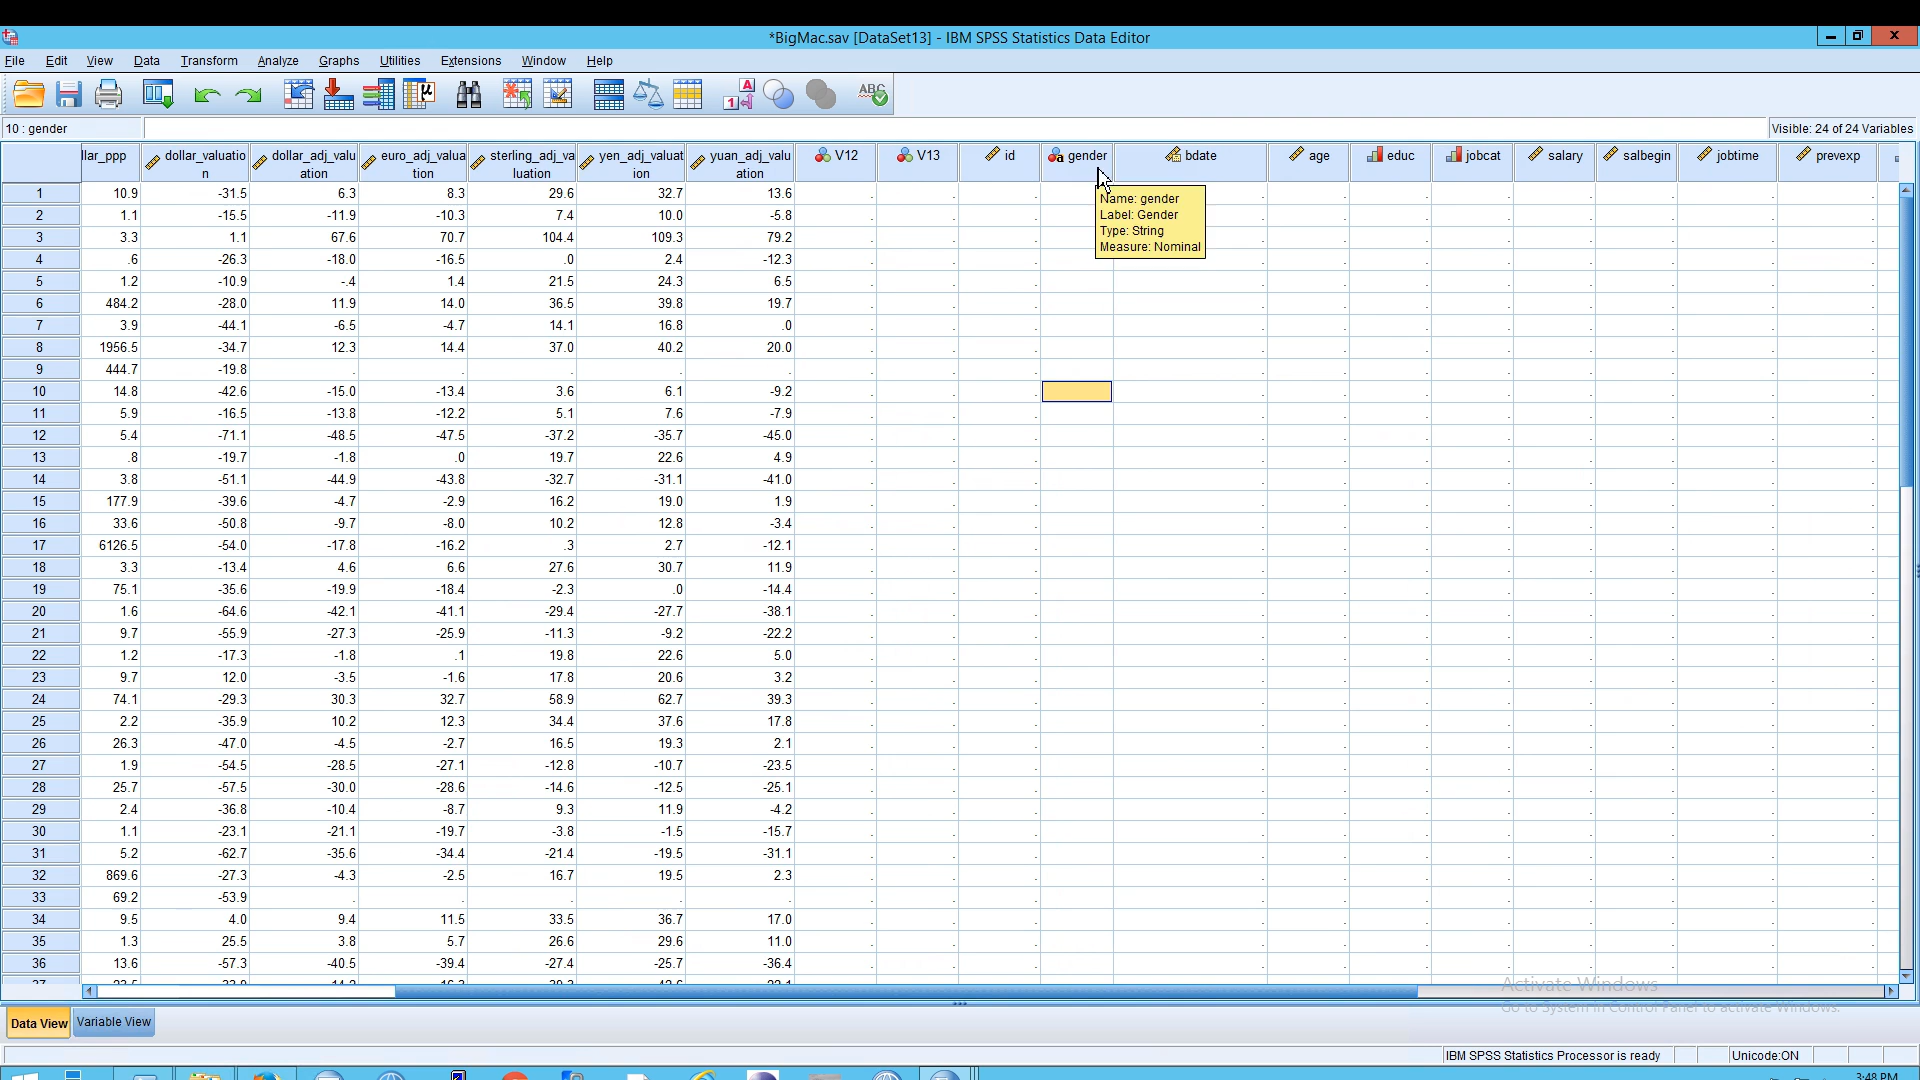 *BigMac.sav [DataSet13] - IBM SPSS Statistics Data Editor
File Edit View Data Transform Analyze Graphs Utilities Extensions Window Help
10 : gender
Visible: 24 of 24 Variables
llar_ppp dollar_valuatio n dollar_adj_valu ation euro_adj_valua tion sterling_adj_va luation yen_adj_valuat ion yuan_adj_valu ation V12 V13 id gender bdate age educ jobcat salary salbegin jobtime prevexp
Name: gender
Label: Gender
Type: String
Measure: Nominal
1 10.9 -31.5 6.3 8.3 29.6 32.7 13.6
2 1.1 -15.5 -11.9 -10.3 7.4 10.0 -5.8
3 3.3 1.1 67.6 70.7 104.4 109.3 79.2
4 .6 -26.3 -18.0 -16.5 .0 2.4 -12.3
5 1.2 -10.9 -.4 1.4 21.5 24.3 6.5
6 484.2 -28.0 11.9 14.0 36.5 39.8 19.7
7 3.9 -44.1 -6.5 -4.7 14.1 16.8 .0
8 1956.5 -34.7 12.3 14.4 37.0 40.2 20.0
9 444.7 -19.8 . . . . .
10 14.8 -42.6 -15.0 -13.4 3.6 6.1 -9.2
11 5.9 -16.5 -13.8 -12.2 5.1 7.6 -7.9
12 5.4 -71.1 -48.5 -47.5 -37.2 -35.7 -45.0
13 .8 -19.7 -1.8 .0 19.7 22.6 4.9
14 3.8 -51.1 -44.9 -43.8 -32.7 -31.1 -41.0
15 177.9 -39.6 -4.7 -2.9 16.2 19.0 1.9
16 33.6 -50.8 -9.7 -8.0 10.2 12.8 -3.4
17 6126.5 -54.0 -17.8 -16.2 .3 2.7 -12.1
18 3.3 -13.4 4.6 6.6 27.6 30.7 11.9
19 75.1 -35.6 -19.9 -18.4 -2.3 .0 -14.4
20 1.6 -64.6 -42.1 -41.1 -29.4 -27.7 -38.1
21 9.7 -55.9 -27.3 -25.9 -11.3 -9.2 -22.2
22 1.2 -17.3 -1.8 .1 19.8 22.6 5.0
23 9.7 12.0 -3.5 -1.6 17.8 20.6 3.2
24 74.1 -29.3 30.3 32.7 58.9 62.7 39.3
25 2.2 -35.9 10.2 12.3 34.4 37.6 17.8
26 26.3 -47.0 -4.5 -2.7 16.5 19.3 2.1
27 1.9 -54.5 -28.5 -27.1 -12.8 -10.7 -23.5
28 25.7 -57.5 -30.0 -28.6 -14.6 -12.5 -25.1
29 2.4 -36.8 -10.4 -8.7 9.3 11.9 -4.2
30 1.1 -23.1 -21.1 -19.7 -3.8 -1.5 -15.7
31 5.2 -62.7 -35.6 -34.4 -21.4 -19.5 -31.1
32 869.6 -27.3 -4.3 -2.5 16.7 19.5 2.3
33 69.2 -53.9 . . . . .
34 9.5 4.0 9.4 11.5 33.5 36.7 17.0
35 1.3 25.5 3.8 5.7 26.6 29.6 11.0
36 13.6 -57.3 -40.5 -39.4 -27.4 -25.7 -36.4
Activate Windows
Go to System in Control Panel to activate Windows.
Data View Variable View
IBM SPSS Statistics Processor is ready Unicode:ON
3:48 PM